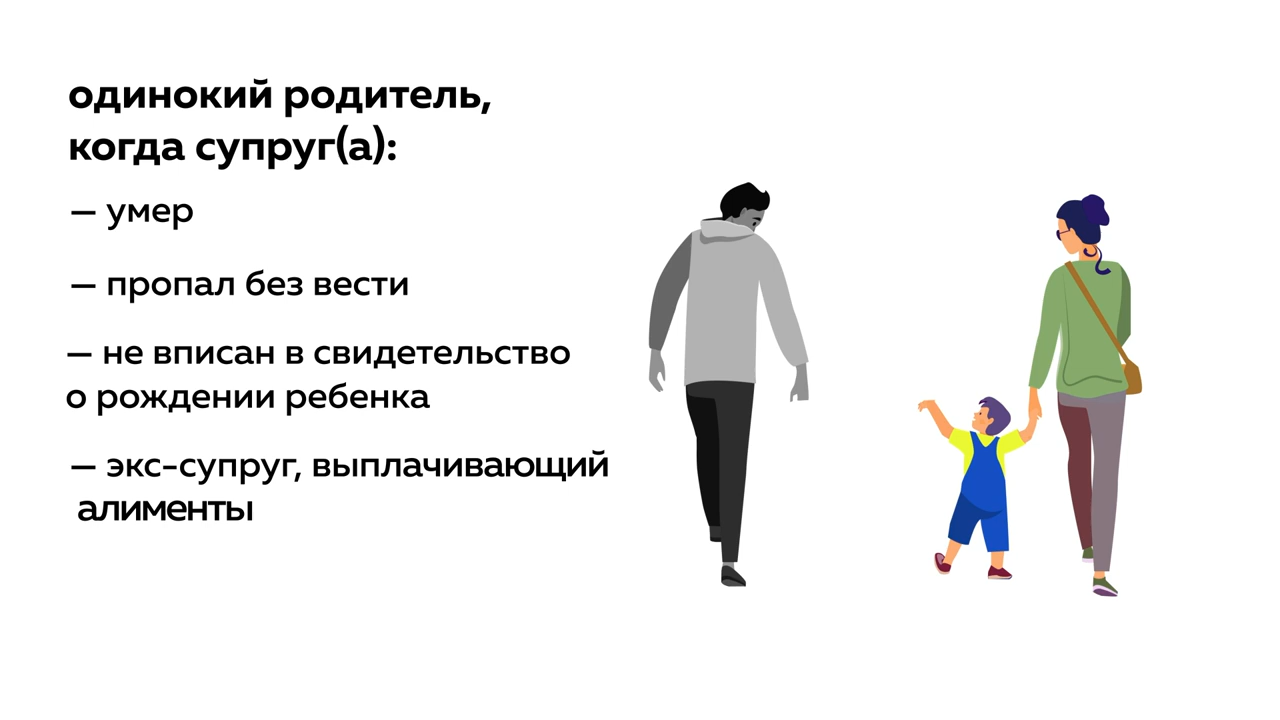 одинокий родитель,
когда супруг(а):
— умер
— пропал без вести
— не вписан в свидетельство
о рождении ребенка
— экс-супруг, выплачивающий
алименты